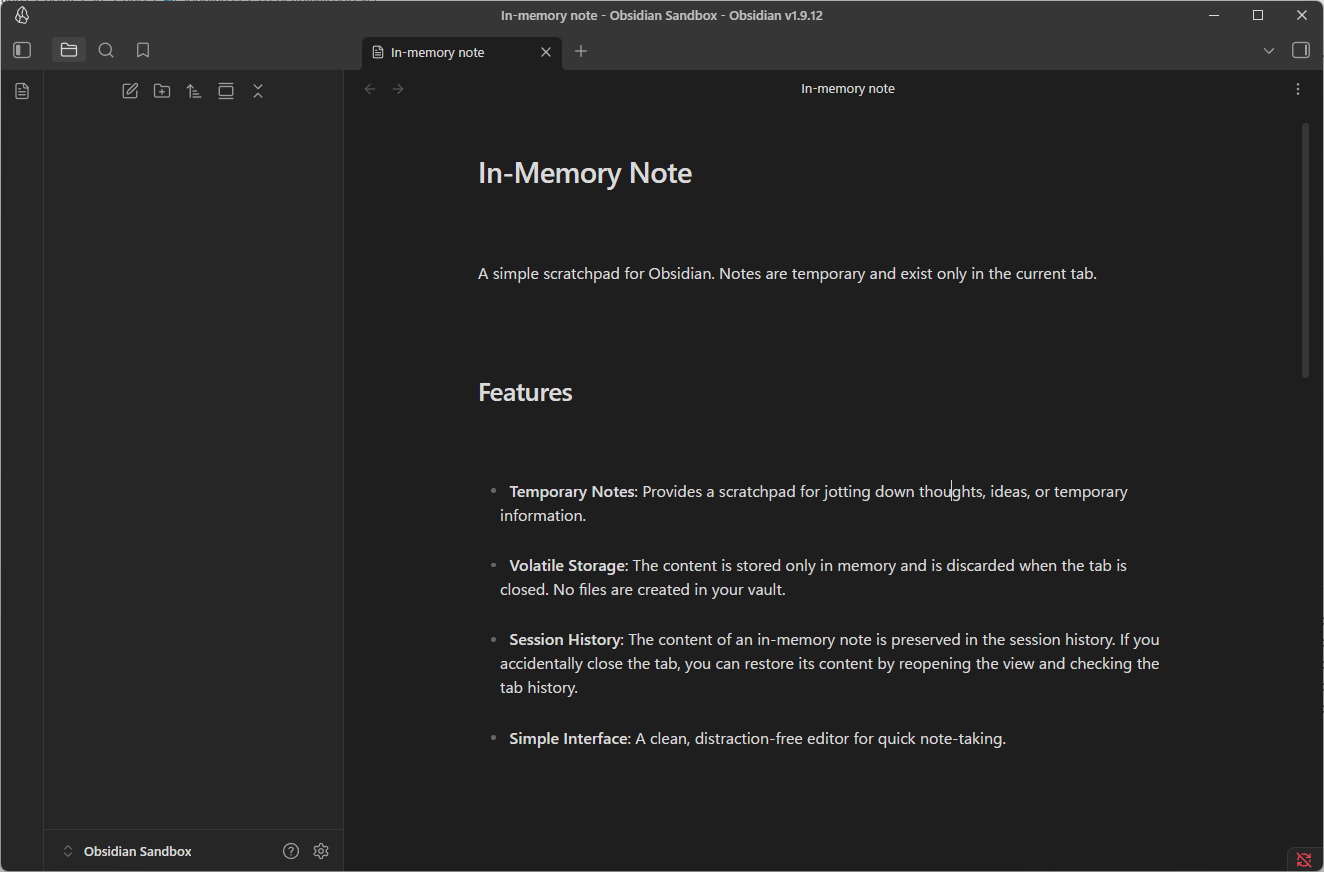 In-memory note - Obsidian Sandbox - Obsidian v1.9.12
In-memory note
In-memory note
In-Memory Note
A simple scratchpad for Obsidian. Notes are temporary and exist only in the current tab.
Features
Temporary Notes: Provides a scratchpad for jotting down thoughts, ideas, or temporary
information.
Volatile Storage: The content is stored only in memory and is discarded when the tab is
closed. No files are created in your vault.
Session History: The content of an in-memory note is preserved in the session history. If you
accidentally close the tab, you can restore its content by reopening the view and checking the
tab history.
Simple Interface: A clean, distraction-free editor for quick note-taking.
Obsidian Sandbox